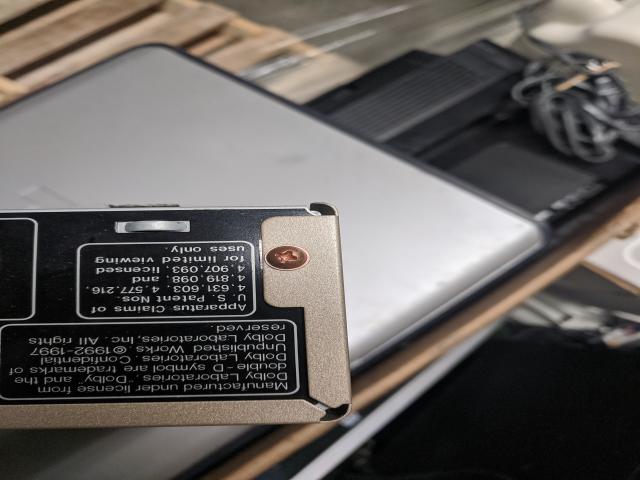 Manufactured under license from
Dolby Laboratories, "Dolby" and the
double-D symbol are trademarks of
Dolby Laboratories. Confidential
Unpublished Works. ©1992-1997
Dolby Laboratories, Inc. All rights
reserved.
Apparatus Claims of
U. S. Patent Nos.
4,631,603, 4,577,216,
4,819,098, and
4,907,093 licensed
for limited viewing
uses only.